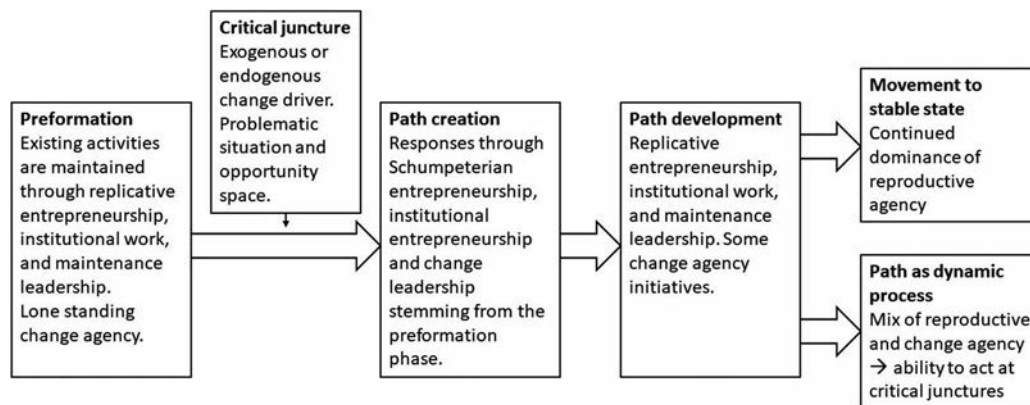 Preformation
Existing activities
are maintained
through replicative
entrepreneurship,
institutional work,
and maintenance
leadership.
Lone standing
change agency.
Critical juncture
Exogenous or
endogenous
change driver.
Problematic
situation and
opportunity
space.
Path creation
Responses through
Schumpeterian
entrepreneurship,
institutional
entrepreneurship
and change
leadership
stemming from the
preformation
phase.
Path development
Replicative
entrepreneurship,
institutional work,
and maintenance
leadership. Some
change agency
initiatives.
Movement to
stable state
Continued
dominance of
reproductive
agency
Path as dynamic
process
Mix of reproductive
and change agency
→ ability to act at
critical junctures